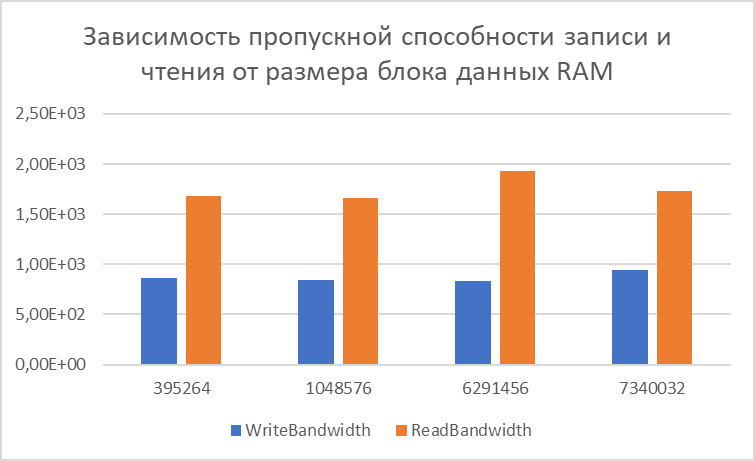 Зависимость пропускной способности записи и
чтения от размера блока данных RAM
2,50E+03
2,00E+03
1,50E+03
1,00E+03
5,00E+02
0,00E+00
395264 1048576 6291456 7340032
WriteBandwidth ReadBandwidth